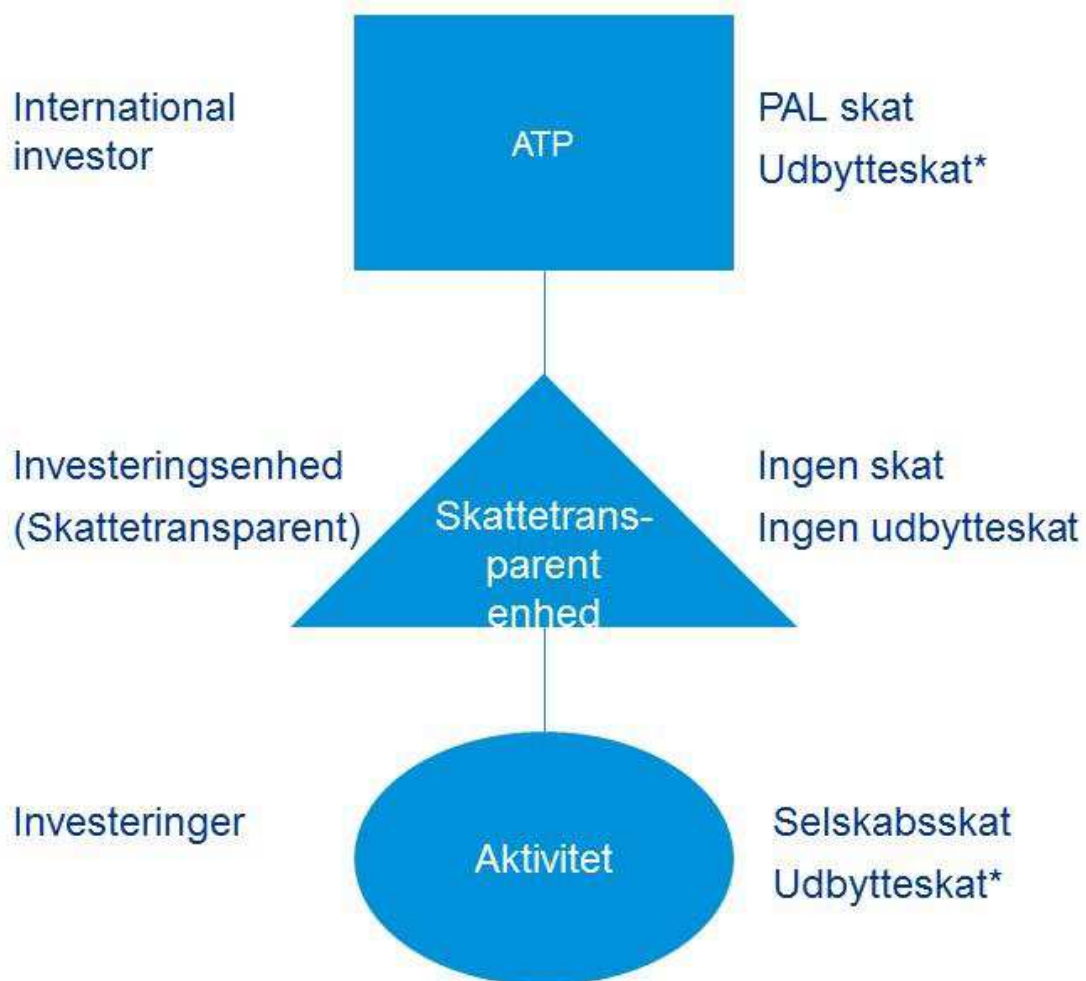 International
investor
ATP
PAL skat
Udbytteskat*
Investeringsenhed
(Skattetransparent)
Skattetrans-
parent
enhed
Ingen skat
Ingen udbytteskat
Investeringer
Aktivitet
Selskabsskat
Udbytteskat*